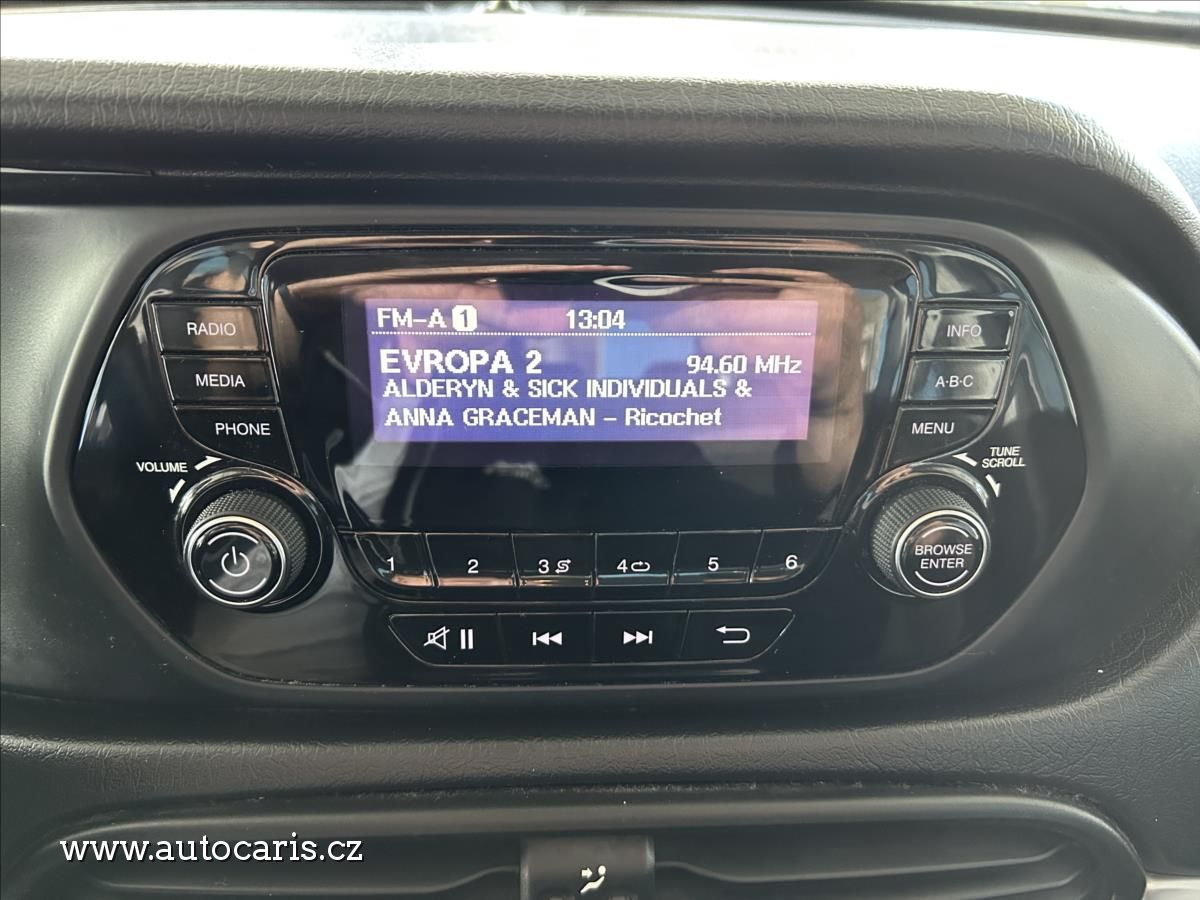 FM-A 1 13:04
EVROPA 2 94.60 MHz
ALDERYN & SICK INDIVIDUALS &
ANNA GRACEMAN - Ricochet
RADIO
MEDIA
PHONE
VOLUME
INFO
A·B·C
MENU
TUNE
SCROLL
BROWSE
ENTER
1 2 3 4 5 6
www.autocaris.cz